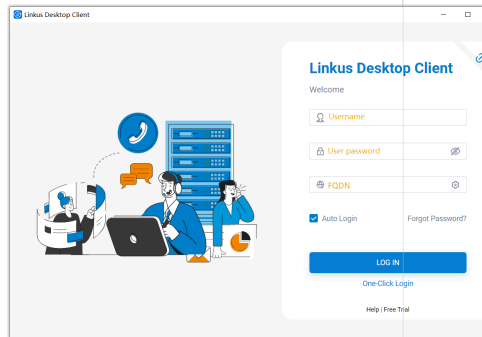 Linkus Desktop Client
Linkus Desktop Client
Welcome
Username
User password
FQDN
Auto Login
Forgot Password?
LOG IN
One-Click Login
Help | Free Trial